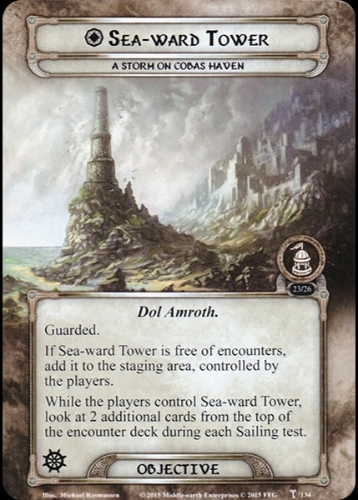 Sea-ward Tower
A Storm on Cobas Haven
23/26
Dol Amroth.
Guarded.
If Sea-ward Tower is free of encounters,
add it to the staging area, controlled by
the players.
While the players control Sea-ward Tower,
look at 2 additional cards from the top of
the encounter deck during each Sailing test.
Objective
Illus. Michael Rasmussen ©2015 Middle-earth Enterprises ©2015 FFG 134